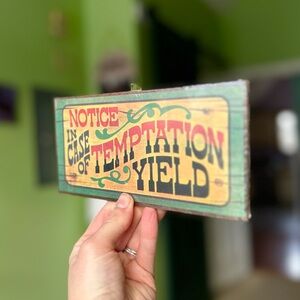 NOTICE
IN CASE OF
TEMPTATION
YIELD